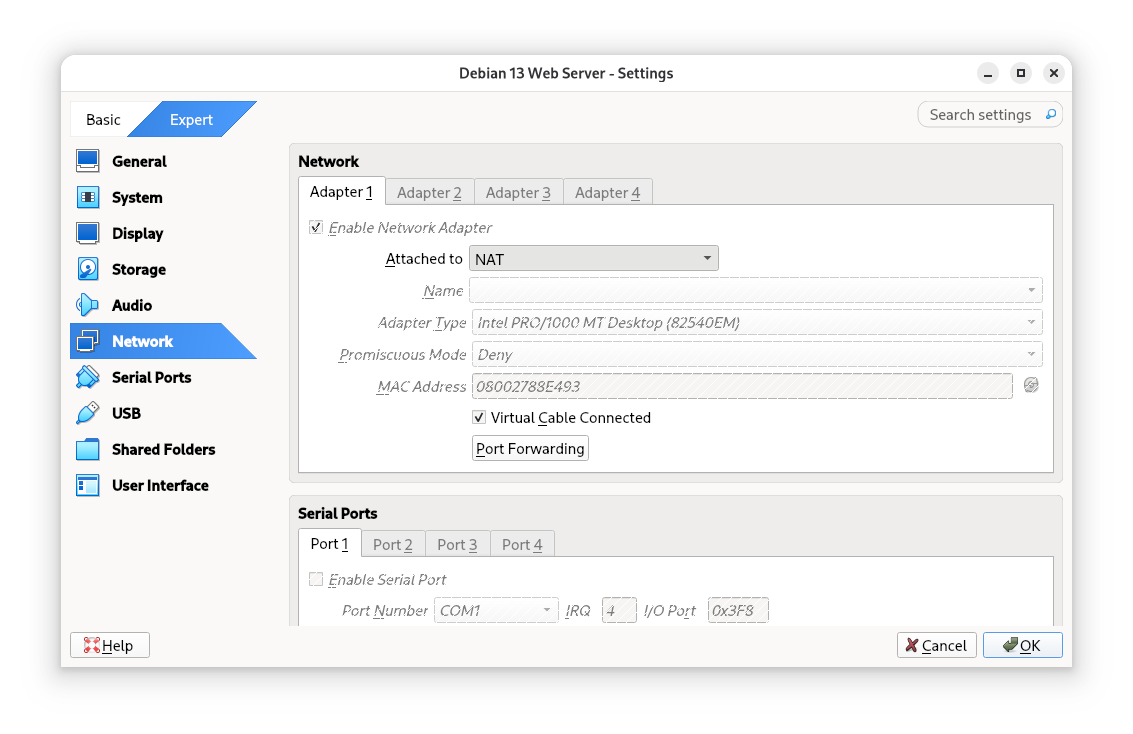 Debian 13 Web Server - Settings
Basic
Expert
Search settings
General
System
Display
Storage
Audio
Network
Serial Ports
USB
Shared Folders
User Interface
Network
Adapter 1
Adapter 2
Adapter 3
Adapter 4
Enable Network Adapter
Attached to NAT
Name
Adapter Type Intel PRO/1000 MT Desktop (82540EM)
Promiscuous Mode Deny
MAC Address 08002788E493
Virtual Cable Connected
Port Forwarding
Serial Ports
Port 1
Port 2
Port 3
Port 4
Enable Serial Port
Port Number COM1 IRQ 4 I/O Port 0x3F8
Help
Cancel
OK